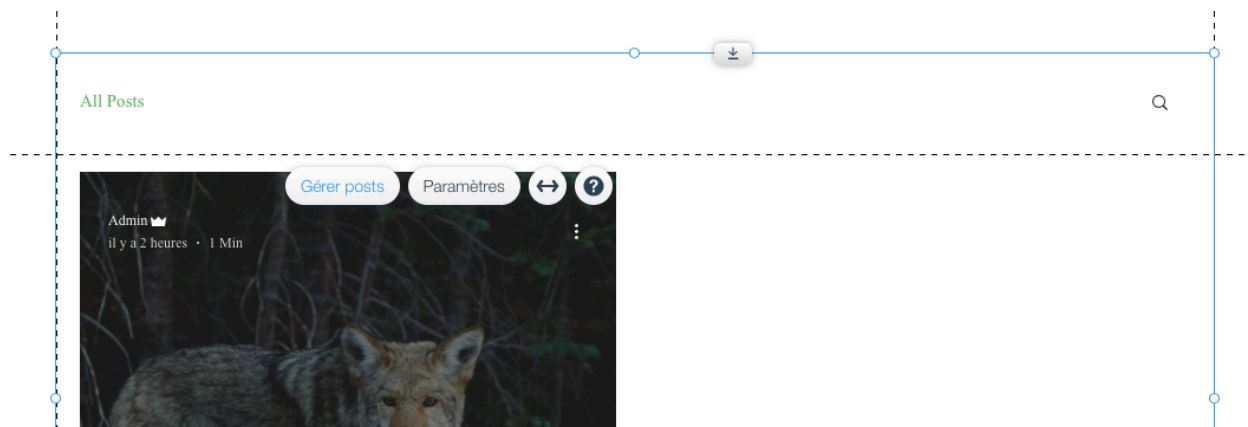 All Posts
Gérer posts
Paramètres
?
Admin
il y a 2 heures · 1 Min